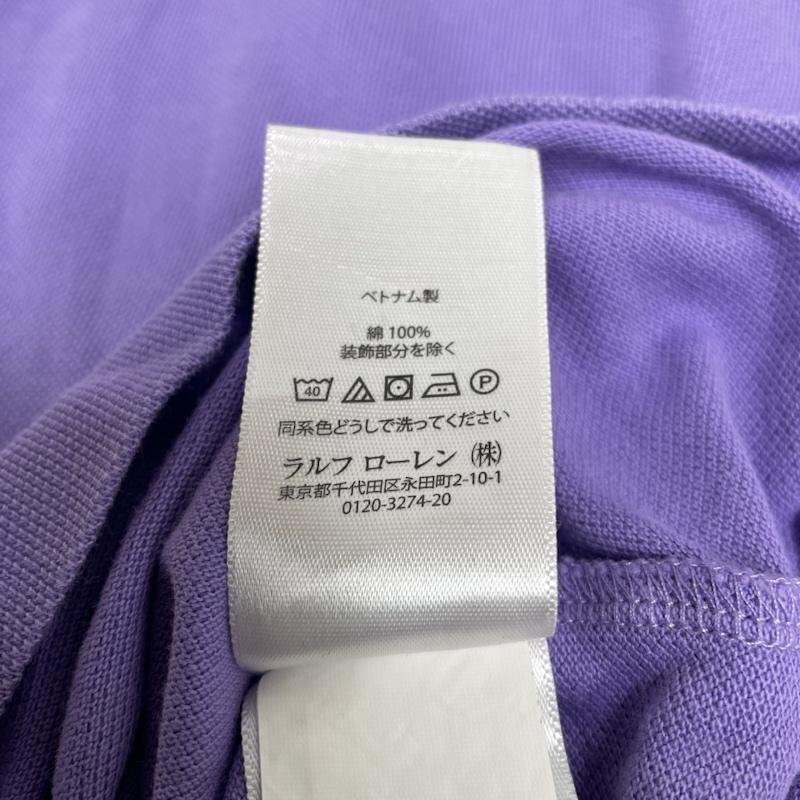 ベトナム製
綿 100%
装飾部分を除く
40 P
同系色どうしで洗ってください
ラルフ ローレン ㈱
東京都千代田区永田町2-10-1
0120-3274-20